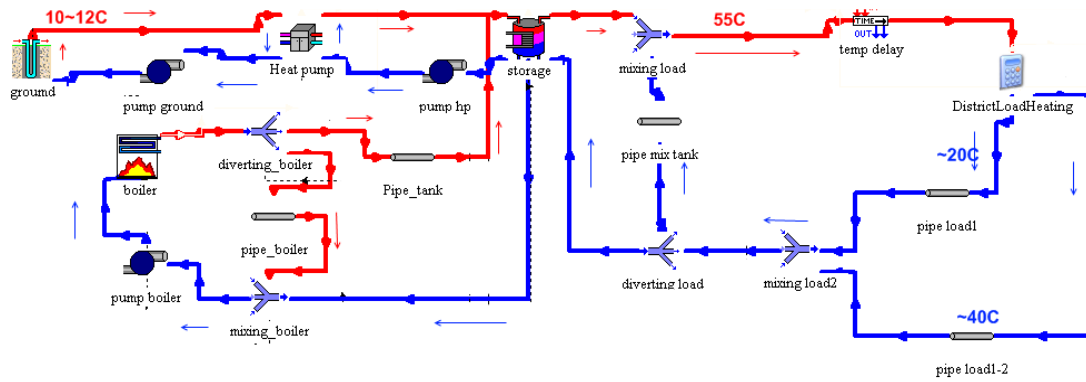 10~12C
55C
TIME
OUT
temp delay
ground
pump ground
Heat pump
pump hp
storage
mixing load
DistrictLoadHeating
boiler
diverting_boiler
Pipe_tank
pipe mix tank
~20C
pipe load1
pipe_boiler
pump boiler
mixing_boiler
diverting load
mixing load2
~40C
pipe load1-2